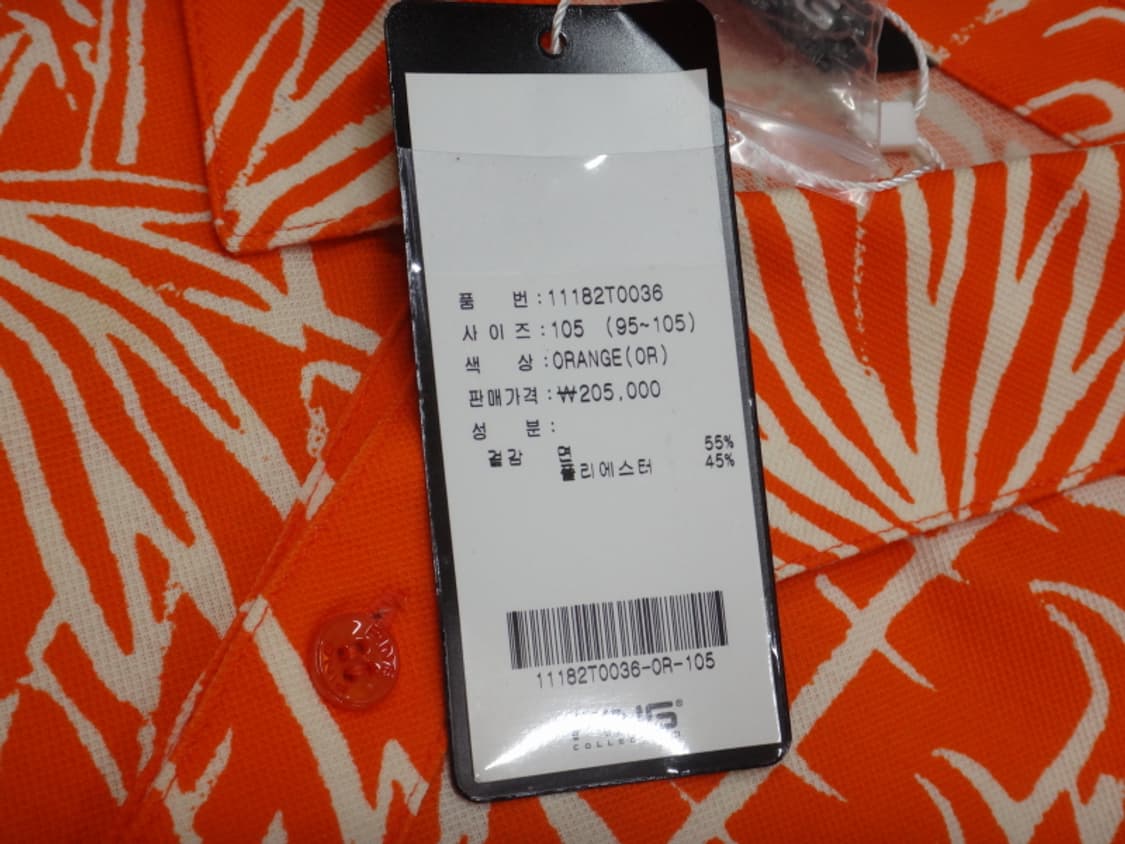 품 번 : 11182T0036
사 이 즈 : 105 (95~105)
색 상 : ORANGE(OR)
판매가격 : ₩205,000
성 분 :
겉감 면 55%
폴리에스터 45%
11182T0036-OR-105